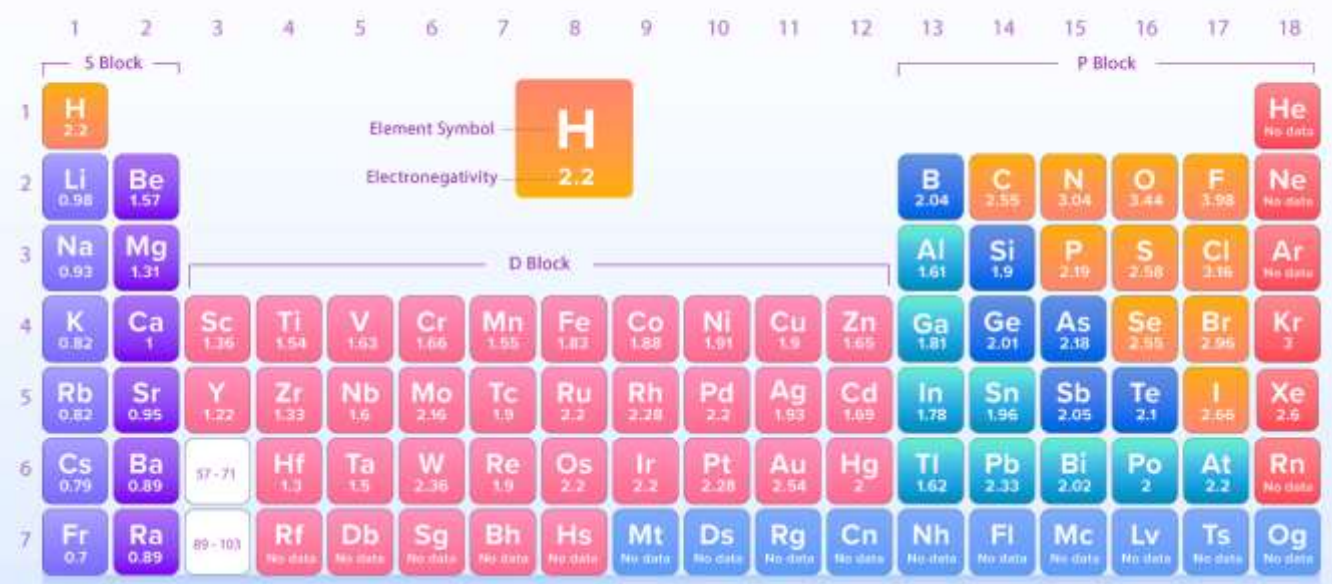 1 2 3 4 5 6 7 8 9 10 11 12 13 14 15 16 17 18
S Block P Block
1 H He
2.2 No data
Element Symbol H
Electronegativity 2.2
2 Li Be B C N O F Ne
0.98 1.57 2.04 2.55 3.04 3.44 3.98 No data
D Block
3 Na Mg Al Si P S Cl Ar
0.93 1.31 1.61 1.9 2.19 2.58 3.16 No data
4 K Ca Sc Ti V Cr Mn Fe Co Ni Cu Zn Ga Ge As Se Br Kr
0.82 1 1.36 1.54 1.63 1.66 1.55 1.83 1.88 1.91 1.9 1.65 1.81 2.01 2.18 2.55 2.96 3
5 Rb Sr Y Zr Nb Mo Tc Ru Rh Pd Ag Cd In Sn Sb Te I Xe
0.82 0.95 1.22 1.33 1.6 2.16 1.9 2.2 2.28 2.2 1.93 1.69 1.78 1.96 2.05 2.1 2.66 2.6
6 Cs Ba 57 - 71 Hf Ta W Re Os Ir Pt Au Hg Tl Pb Bi Po At Rn
0.79 0.89 1.3 1.5 2.36 1.9 2.2 2.2 2.28 2.54 2 1.62 2.33 2.02 2 2.2 No data
7 Fr Ra 89 - 103 Rf Db Sg Bh Hs Mt Ds Rg Cn Nh Fl Mc Lv Ts Og
0.7 0.89 No data No data No data No data No data No data No data No data No data No data No data No data No data No data No data